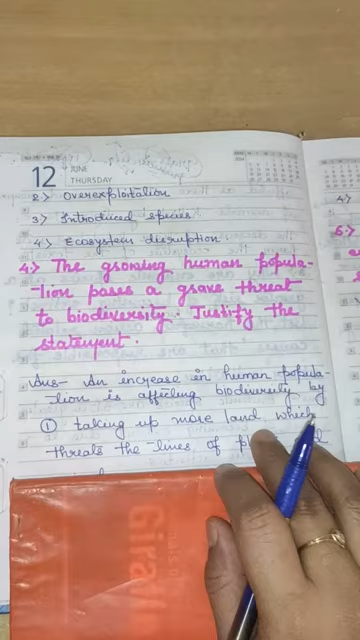 12
JUNE
THURSDAY
2> Overexploitation
3> Introduced species
4> Ecosystem disruption.
4> The growing human popula-
-tion poses a grave threat
to biodiversity. Justify the
statement.
Ans- An increase in human popula-
-tion is affecting biodiversity by
① taking up more land which
threats the lives of
4>
5>